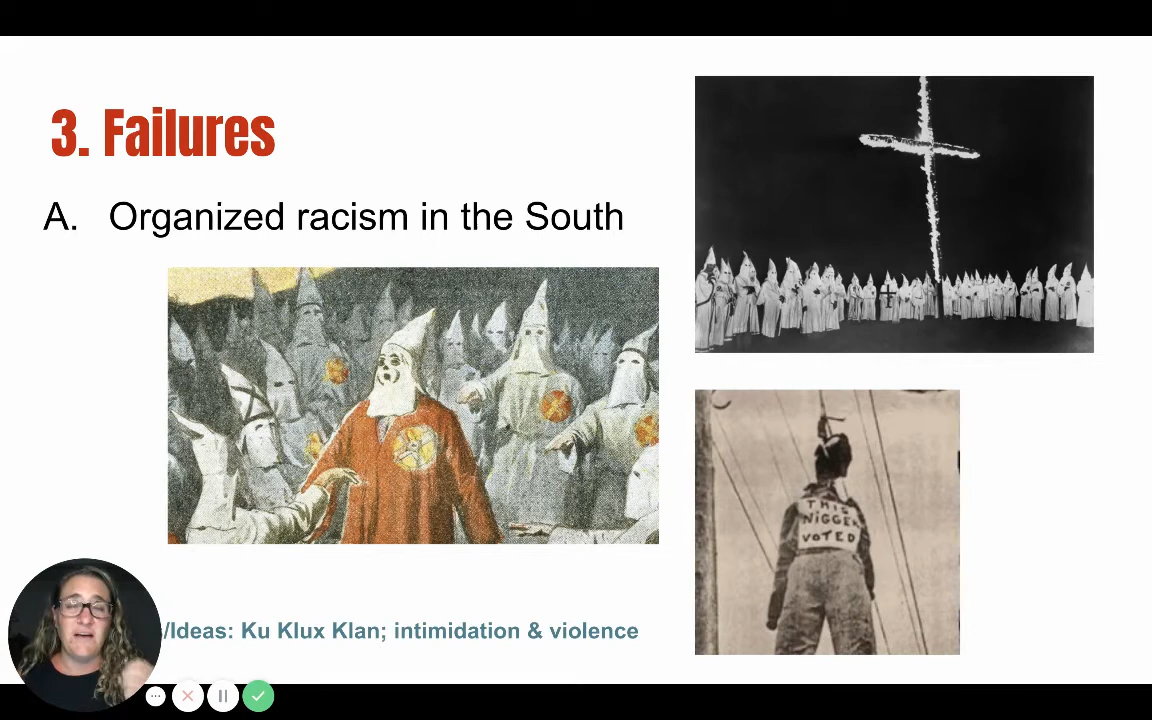 3. Failures
A. Organized racism in the South
THIS
NIGGER
VOTED
/Ideas: Ku Klux Klan; intimidation & violence